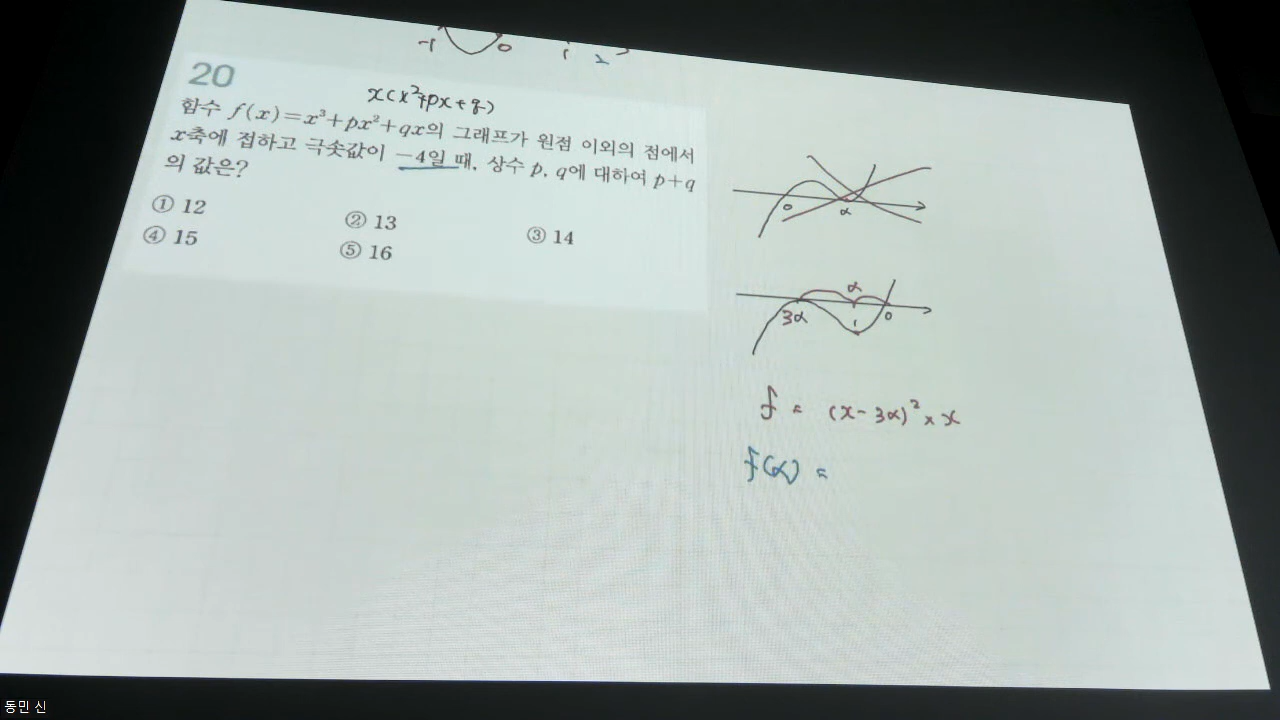 -1 0 1 2
20
x(x²+px+q)
함수 f(x)=x³+px²+qx의 그래프가 원점 이외의 점에서
x축에 접하고 극솟값이 -4일 때, 상수 p, q에 대하여 p+q
의 값은?
① 12 ② 13 ③ 14
④ 15 ⑤ 16
0 α
α
3α 0
f = (x-3α)²×x
f(α) =
동민 신